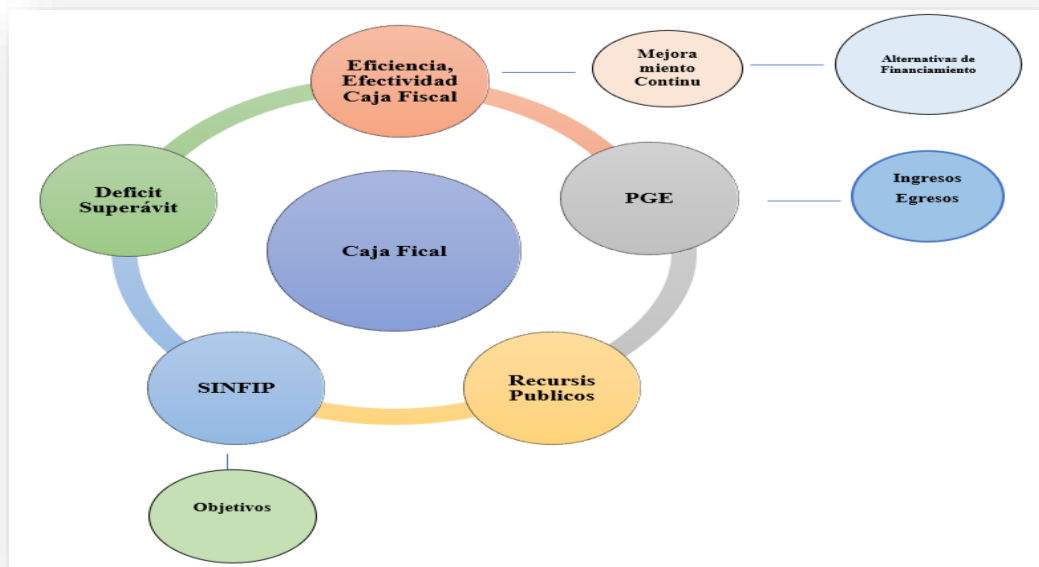 Eficiencia,
Efectividad
Caja Fiscal
Mejora
miento
Continu
Alternativas de
Financiamiento
Deficit
Superávit
PGE
Ingresos
Egresos
Caja Fical
SINFIP
Recursis
Publicos
Objetivos